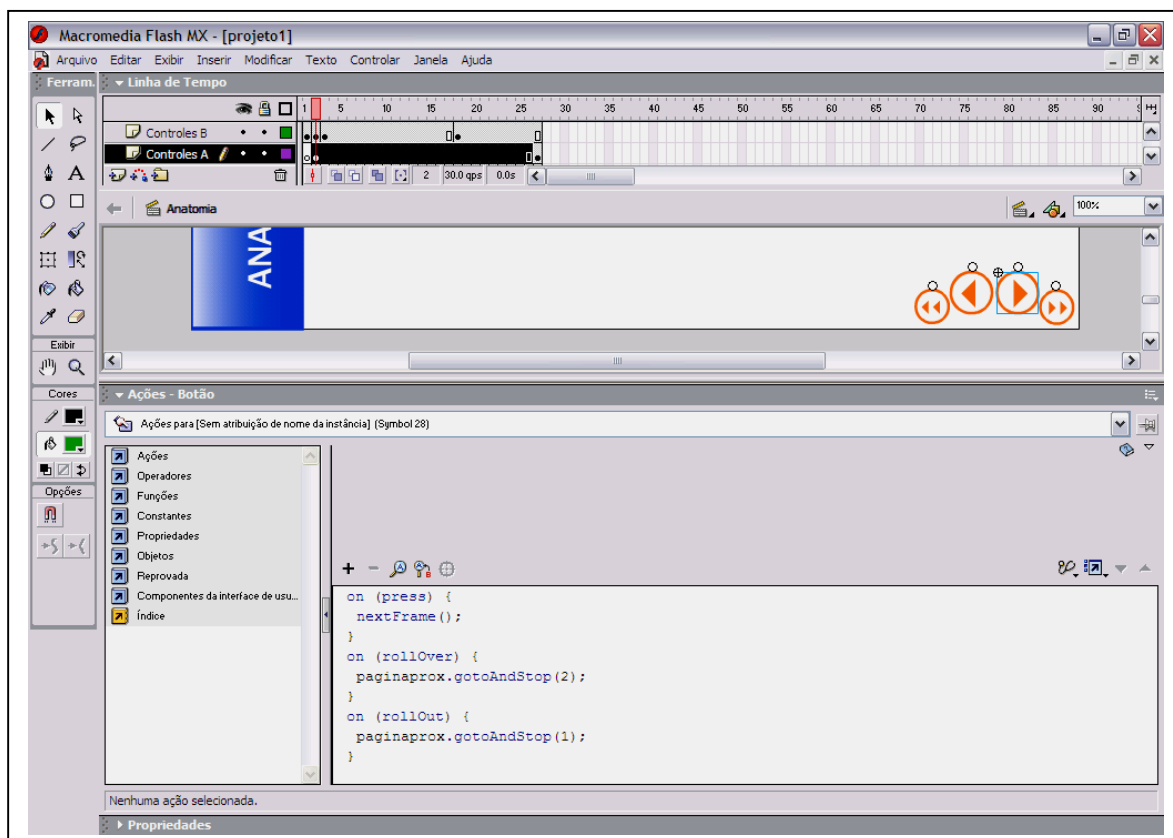 Macromedia Flash MX - [projeto1]
Arquivo Editar Exibir Inserir Modificar Texto Controlar Janela Ajuda
Ferram.
Linha de Tempo
1 5 10 15 20 25 30 35 40 45 50 55 60 65 70 75 80 85 90
Controles B
Controles A
2 30.0 qps 0.0s
Anatomia
100%
ANA
Exibir
Cores
Opções
Ações - Botão
Ações para [Sem atribuição de nome da instância] (Symbol 28)
Ações
Operadores
Funções
Constantes
Propriedades
Objetos
Reprovada
Componentes da interface de usu...
Índice
on (press) {
nextFrame();
}
on (rollOver) {
paginaprox.gotoAndStop(2);
}
on (rollOut) {
paginaprox.gotoAndStop(1);
}
Nenhuma ação selecionada.
Propriedades